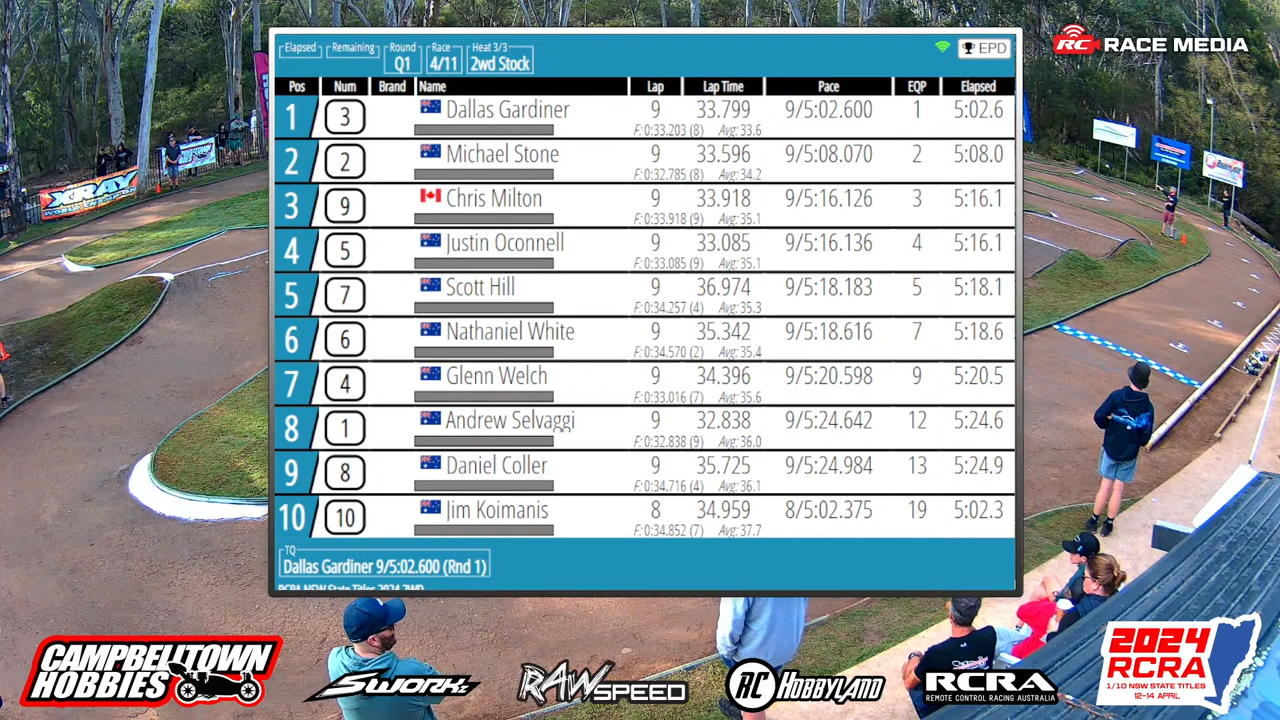 RC RACE MEDIA
Elapsed Remaining Round Race Heat 3/3
Q1 4/11 2wd Stock
EPD
Pos Num Brand Name Lap Lap Time Pace EQP Elapsed
1 3 Dallas Gardiner 9 33.799 9/5:02.600 1 5:02.6
F: 0:33.203 (8) Avg: 33.6
2 2 Michael Stone 9 33.596 9/5:08.070 2 5:08.0
F: 0:32.785 (8) Avg: 34.2
3 9 Chris Milton 9 33.918 9/5:16.126 3 5:16.1
F: 0:33.918 (9) Avg: 35.1
4 5 Justin Oconnell 9 33.085 9/5:16.136 4 5:16.1
F: 0:33.085 (9) Avg: 35.1
5 7 Scott Hill 9 36.974 9/5:18.183 5 5:18.1
F: 0:34.257 (4) Avg: 35.3
6 6 Nathaniel White 9 35.342 9/5:18.616 7 5:18.6
F: 0:34.570 (2) Avg: 35.4
7 4 Glenn Welch 9 34.396 9/5:20.598 9 5:20.5
F: 0:33.016 (7) Avg: 35.6
8 1 Andrew Selvaggi 9 32.838 9/5:24.642 12 5:24.6
F: 0:32.838 (9) Avg: 36.0
9 8 Daniel Coller 9 35.725 9/5:24.984 13 5:24.9
F: 0:34.716 (4) Avg: 36.1
10 10 Jim Koimanis 8 34.959 8/5:02.375 19 5:02.3
F: 0:34.852 (7) Avg: 37.7
TQ
Dallas Gardiner 9/5:02.600 (Rnd 1)
RCRA NSW State Titles 2024 2WD
XRAY
CAMPBELLTOWN
HOBBIES
SWORKz
RAW SPEED
RC HOBBYLAND
RCRA
REMOTE CONTROL RACING AUSTRALIA
2024
RCRA
1/10 NSW STATE TITLES
12-14 APRIL